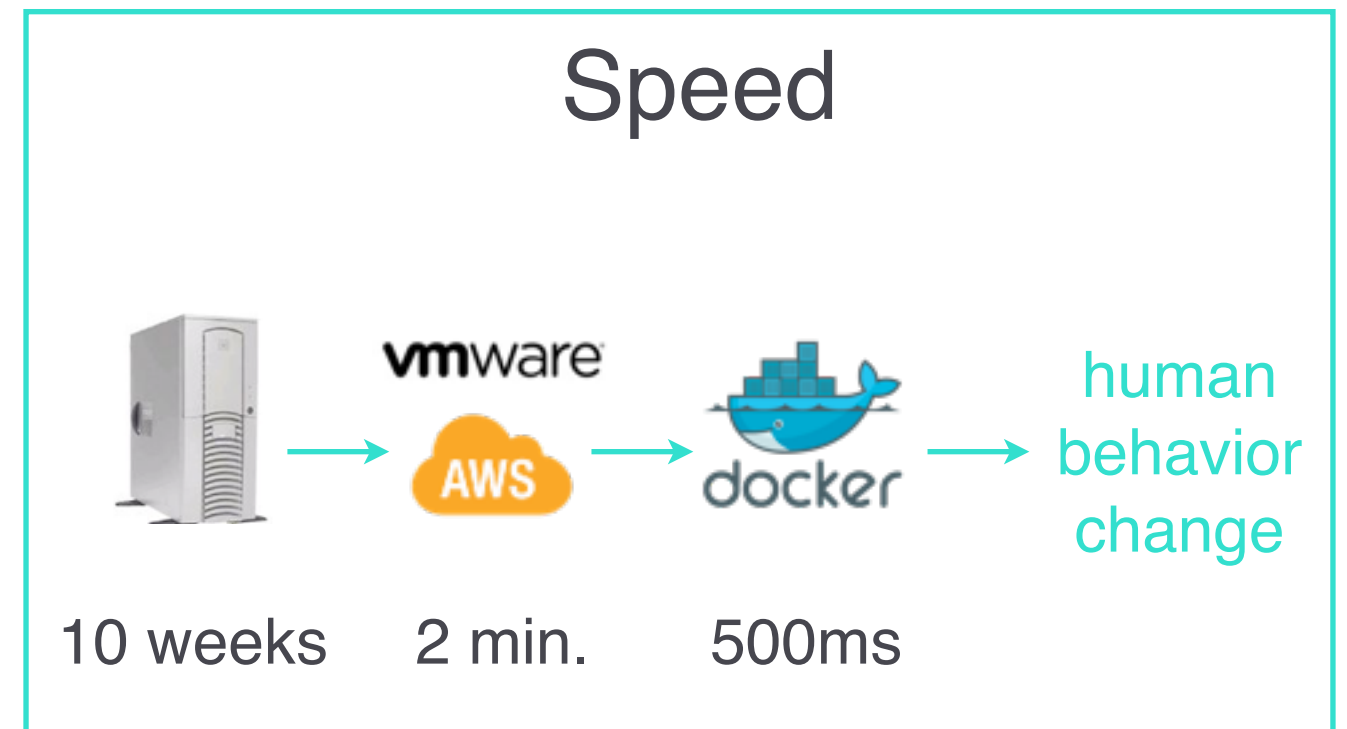 Speed
vmware
AWS
docker
human
behavior
change
10 weeks
2 min.
500ms